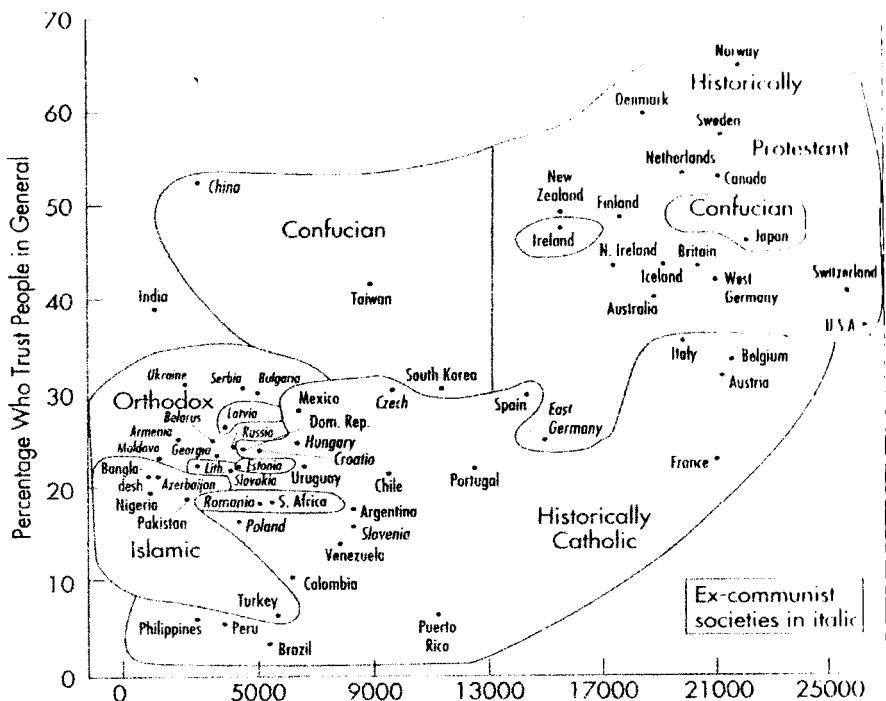 70
Norway
Historically
Denmark
60
Sweden
Protestant
Netherlands
Canada
New
Zealand
China
Finland
50
Confucian
Confucian
Ireland
Japan
N. Ireland
Britain
Iceland
West
Germany
Switzerland
India
Taiwan
Australia
40
U.S.A.
Italy
Belgium
Austria
Ukraine
Serbia
Bulgaria
Mexico
South Korea
Czech
30
Orthodox
Spain
East
Germany
Belarus
Latvia
Dom. Rep.
Armenia
Russia
Hungary
Moldova
Georgia
Croatia
France
Bangla-
desh
Lith.
Estonia
Azerbaijan
Slovakia
Uruguay
Chile
Portugal
20
Nigeria
Romania
S. Africa
Argentina
Historically
Catholic
Pakistan
Poland
Slovenia
Islamic
Venezuela
Colombia
10
Turkey
Ex-communist
societies in italic
Philippines
Peru
Brazil
Puerto
Rico
0
Percentage Who Trust People in General
0
5000
9000
13000
17000
21000
25000